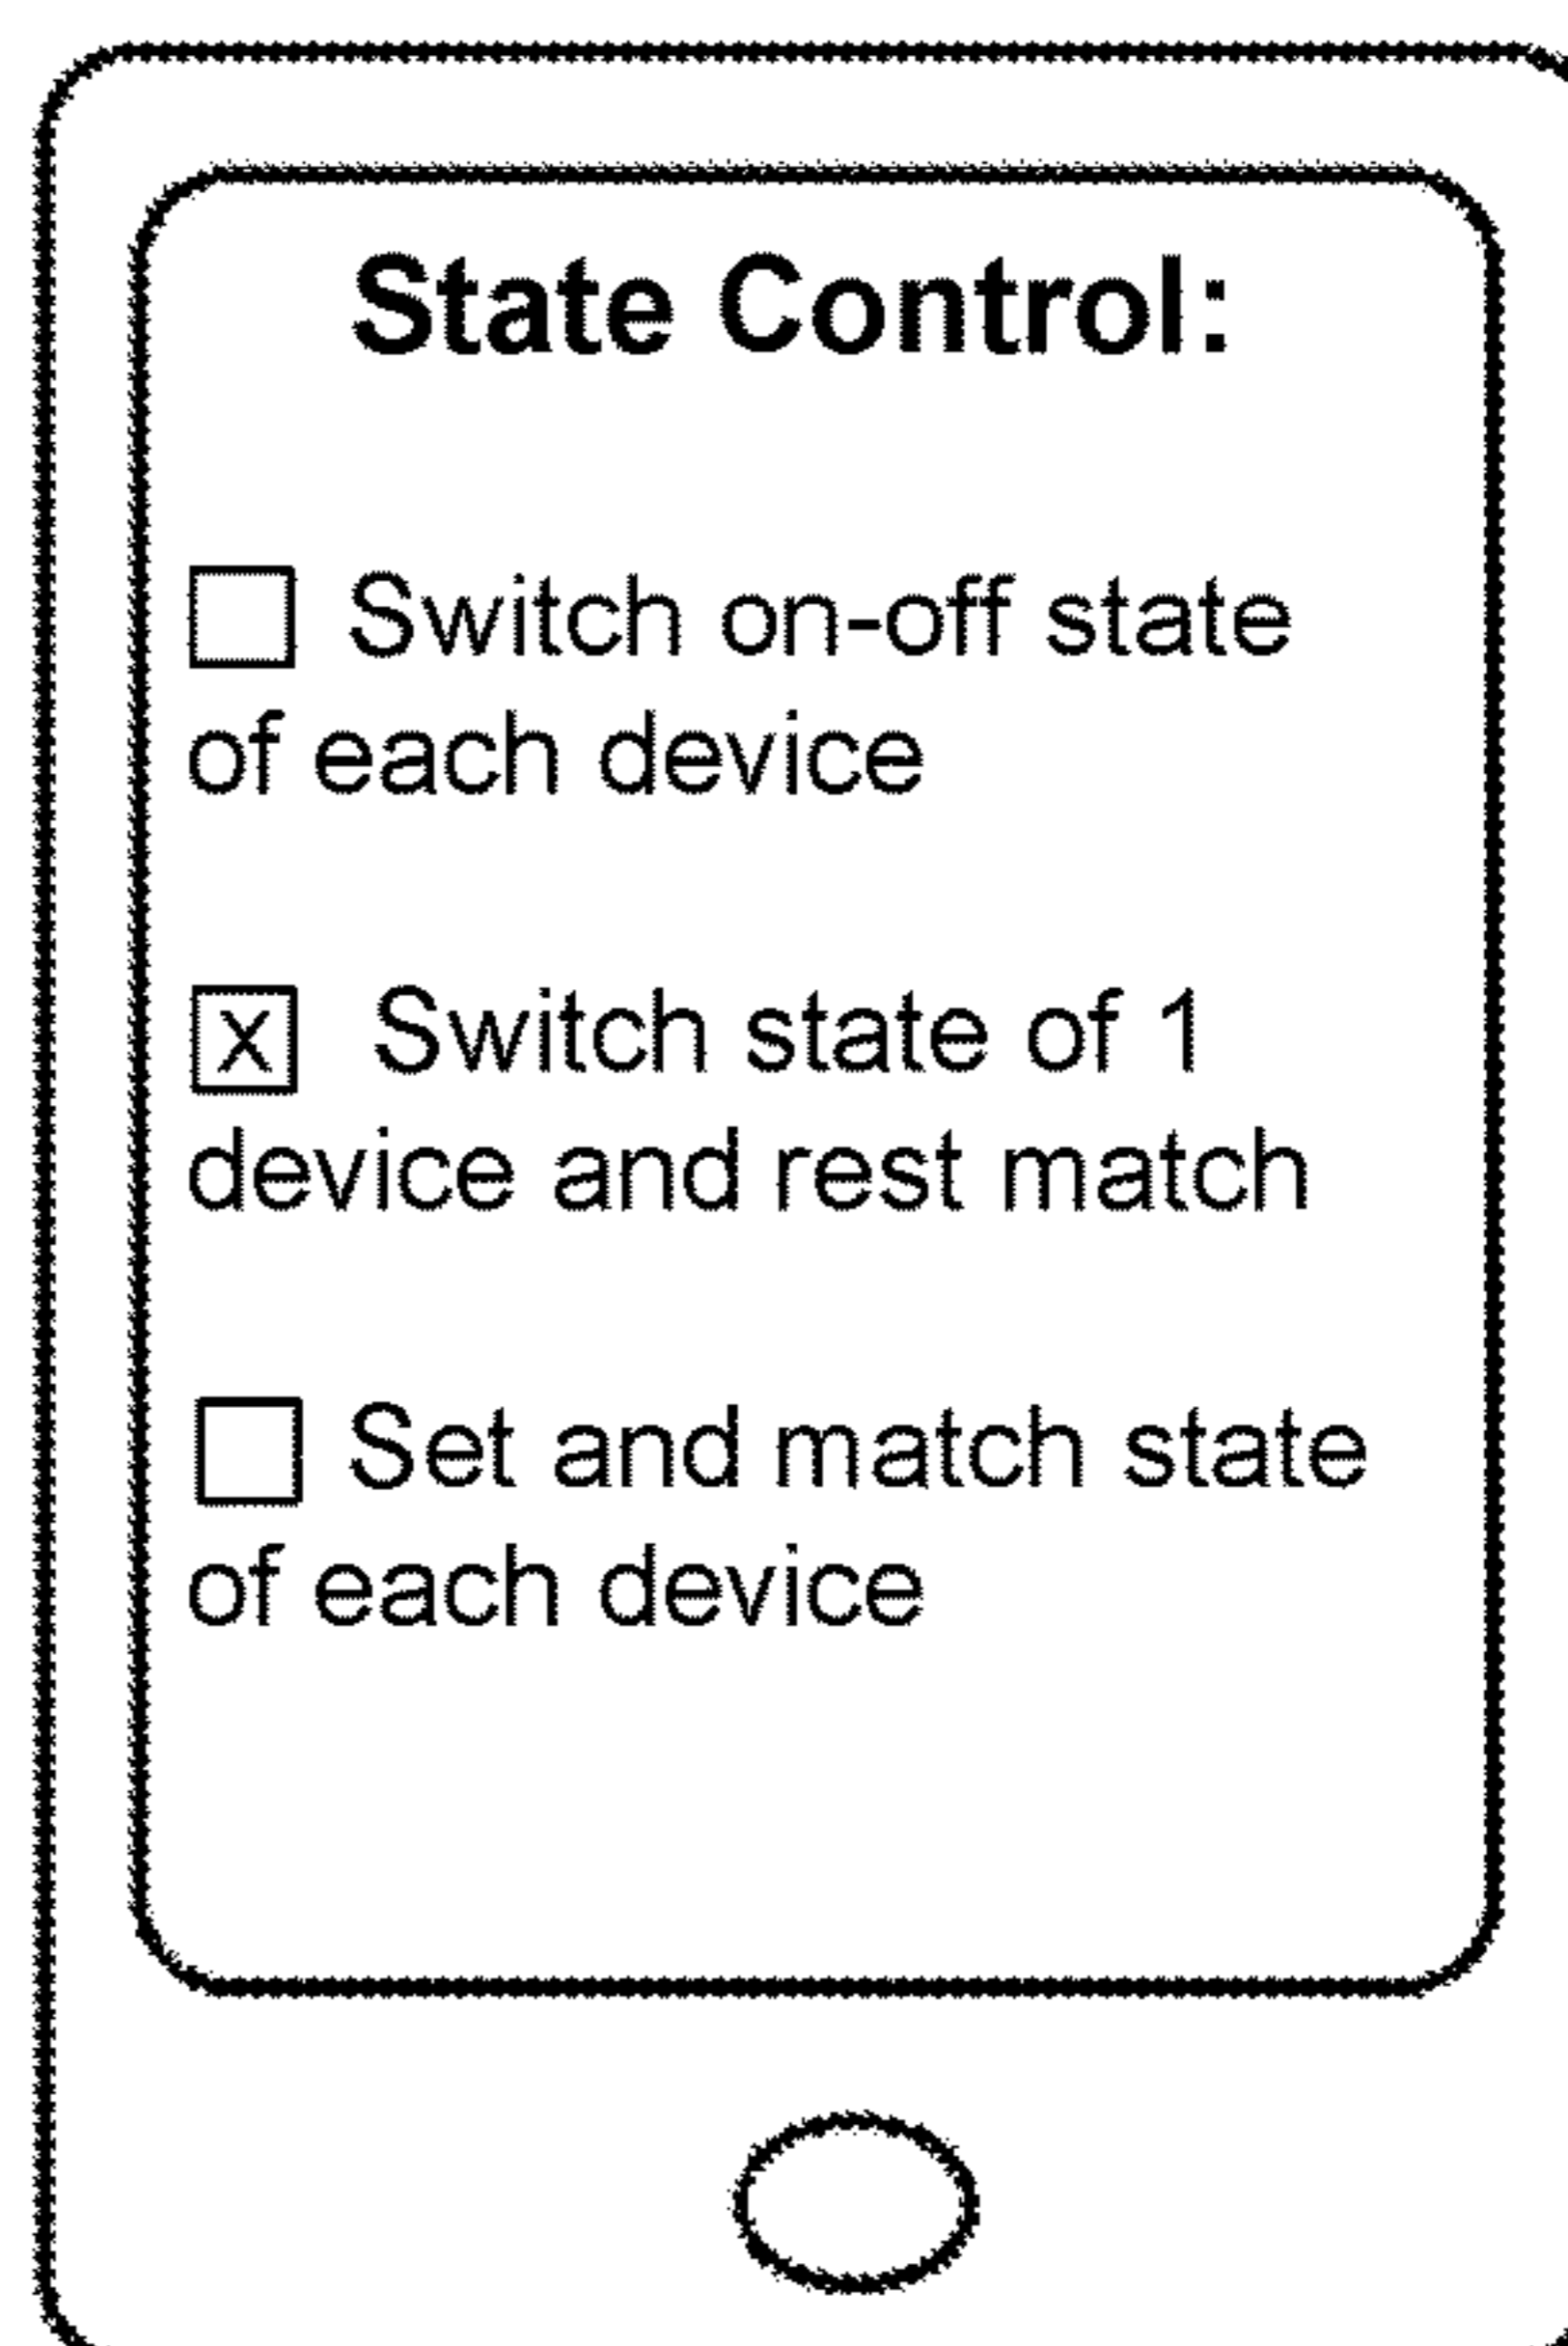 State Control:
Switch on-off state
of each device
x Switch state of 1
device and rest match
Set and match state
of each device